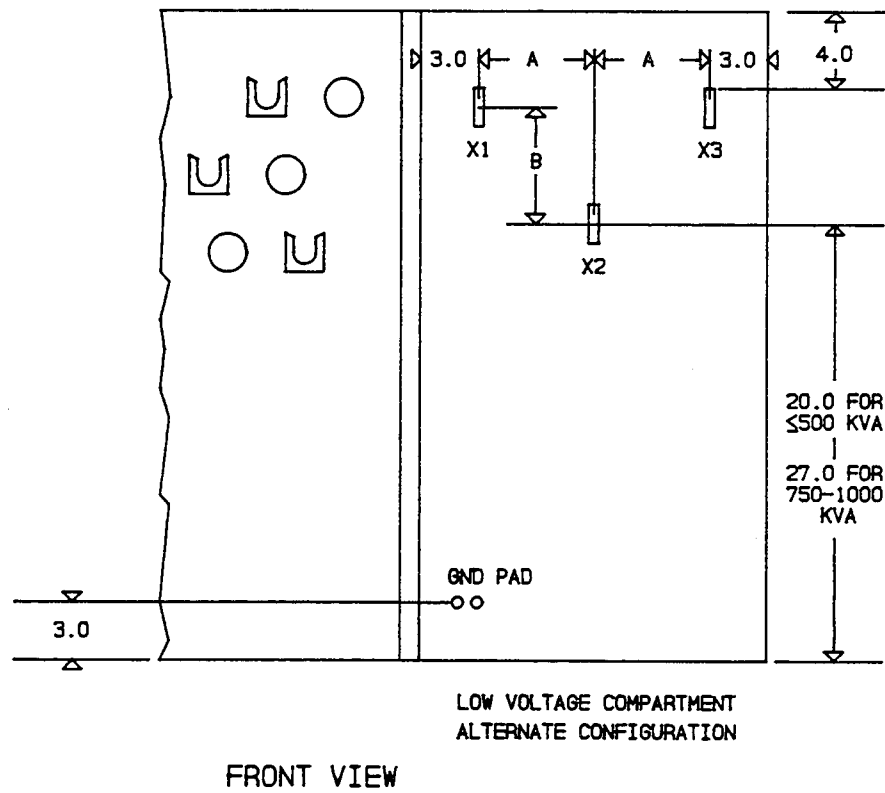 3.0 A A 3.0 4.0
X1 X3
B
X2
20.0 FOR
≤500 KVA
27.0 FOR
750-1000
KVA
GND PAD
3.0
LOW VOLTAGE COMPARTMENT
ALTERNATE CONFIGURATION
FRONT VIEW